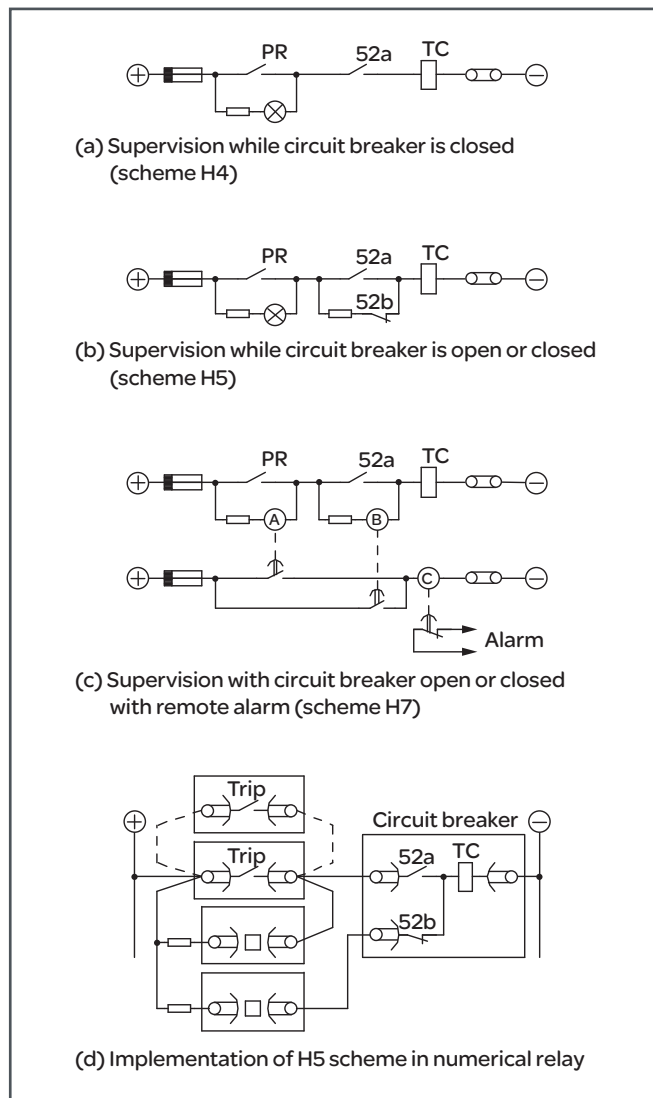 PR 52a TC
+ −
(a) Supervision while circuit breaker is closed
(scheme H4)
PR 52a TC
+ −
52b
(b) Supervision while circuit breaker is open or closed
(scheme H5)
PR 52a TC
+ −
A B
+ C −
Alarm
(c) Supervision with circuit breaker open or closed
with remote alarm (scheme H7)
Trip
+ Circuit breaker −
Trip 52a TC
52b
(d) Implementation of H5 scheme in numerical relay